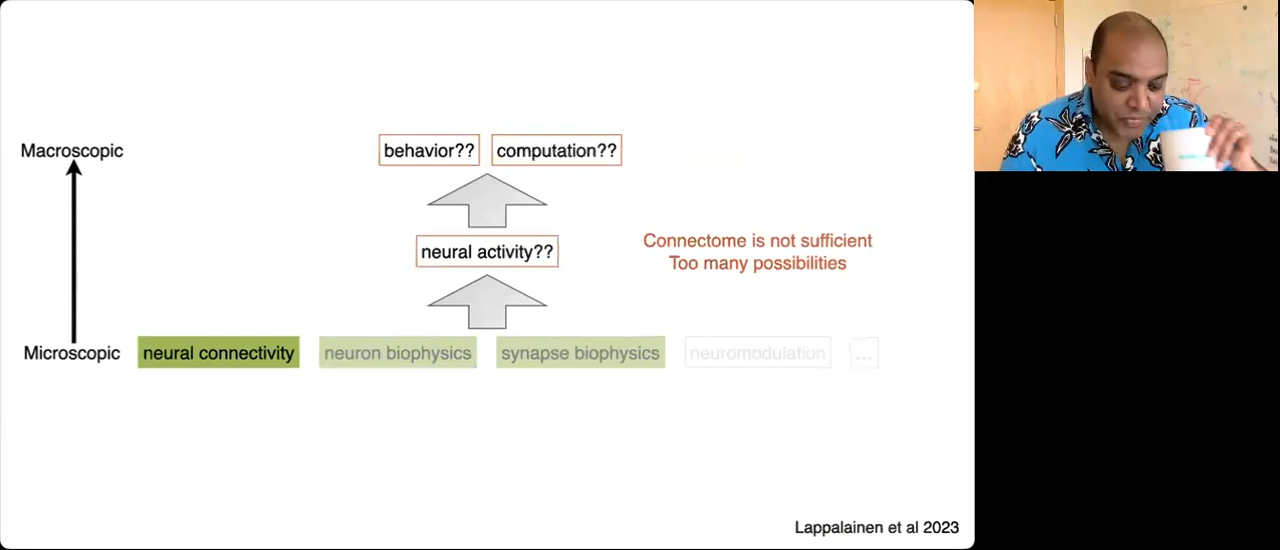 Macroscopic
behavior??
computation??
neural activity??
Connectome is not sufficient
Too many possibilities
Microscopic
neural connectivity
neuron biophysics
synapse biophysics
neuromodulation
...
Lappalainen et al 2023